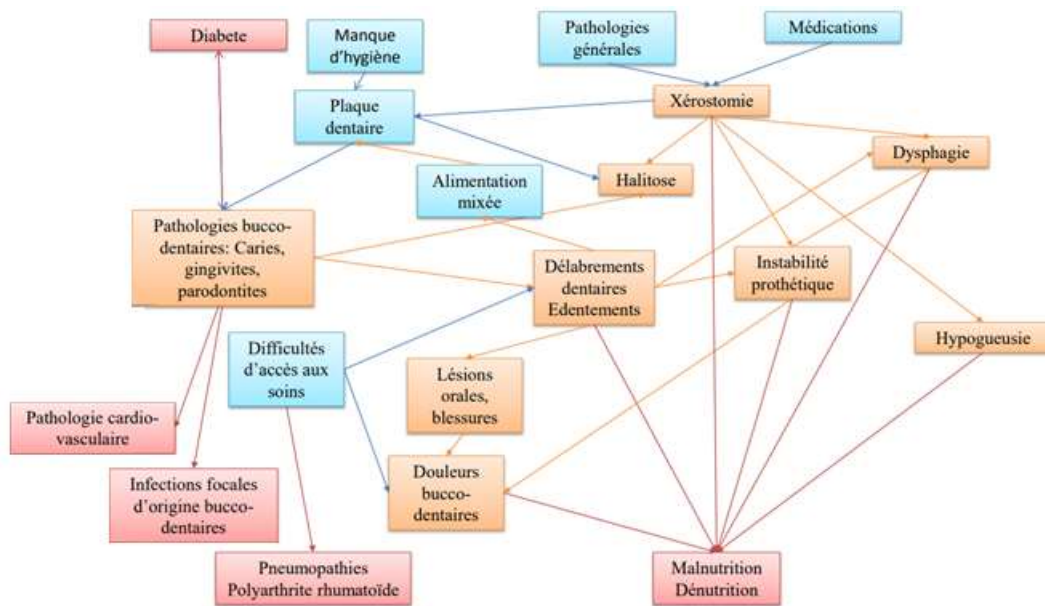 Diabete
Manque
d'hygiène
Pathologies
générales
Médications
Plaque
dentaire
Xérostomie
Dysphagie
Halitose
Alimentation
mixée
Pathologies bucco-
dentaires: Caries,
gingivites,
parodontites
Délabrements
dentaires
Edentements
Instabilité
prothétique
Hypogueusie
Difficultés
d'accès aux
soins
Lésions
orales,
blessures
Pathologie cardio-
vasculaire
Douleurs
bucco-
dentaires
Infections focales
d'origine bucco-
dentaires
Pneumopathies
Polyarthrite rhumatoïde
Malnutrition
Dénutrition